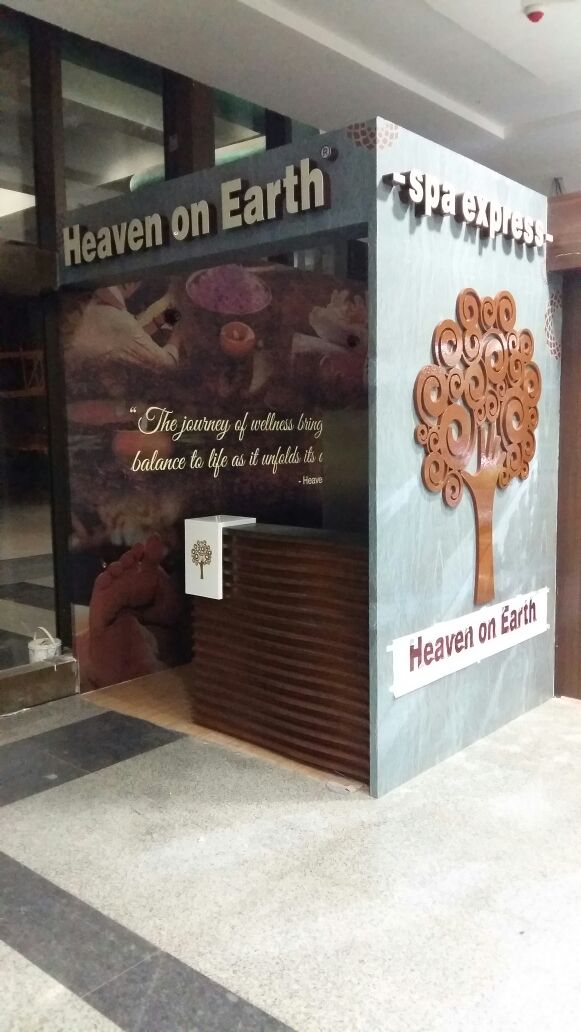 Heaven on Earth®
-spa express-
“The journey of wellness bring
balance to life as it unfolds its
- Heave
Heaven on Earth